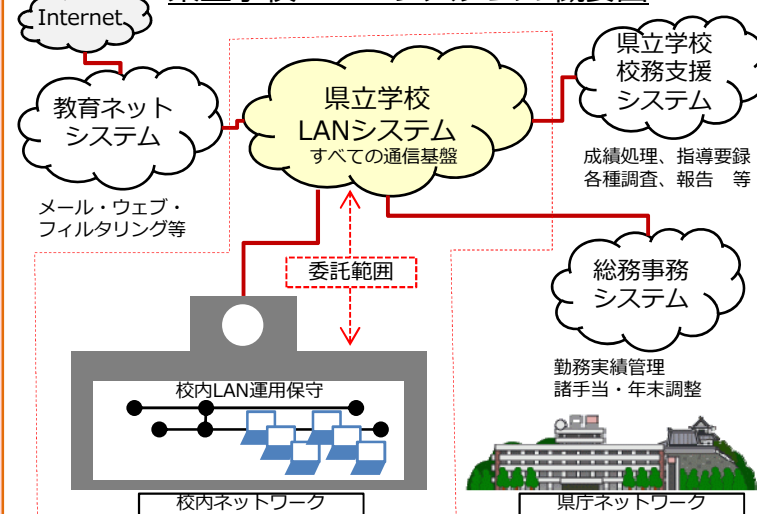 Internet
教育ネット
システム
メール・ウェブ・
フィルタリング等
県立学校
LANシステム
すべての通信基盤
県立学校
校務支援
システム
成績処理、指導要録
各種調査、報告　等
委託範囲
総務事務
システム
勤務実績管理
諸手当・年末調整
校内LAN運用保守
校内ネットワーク
県庁ネットワーク